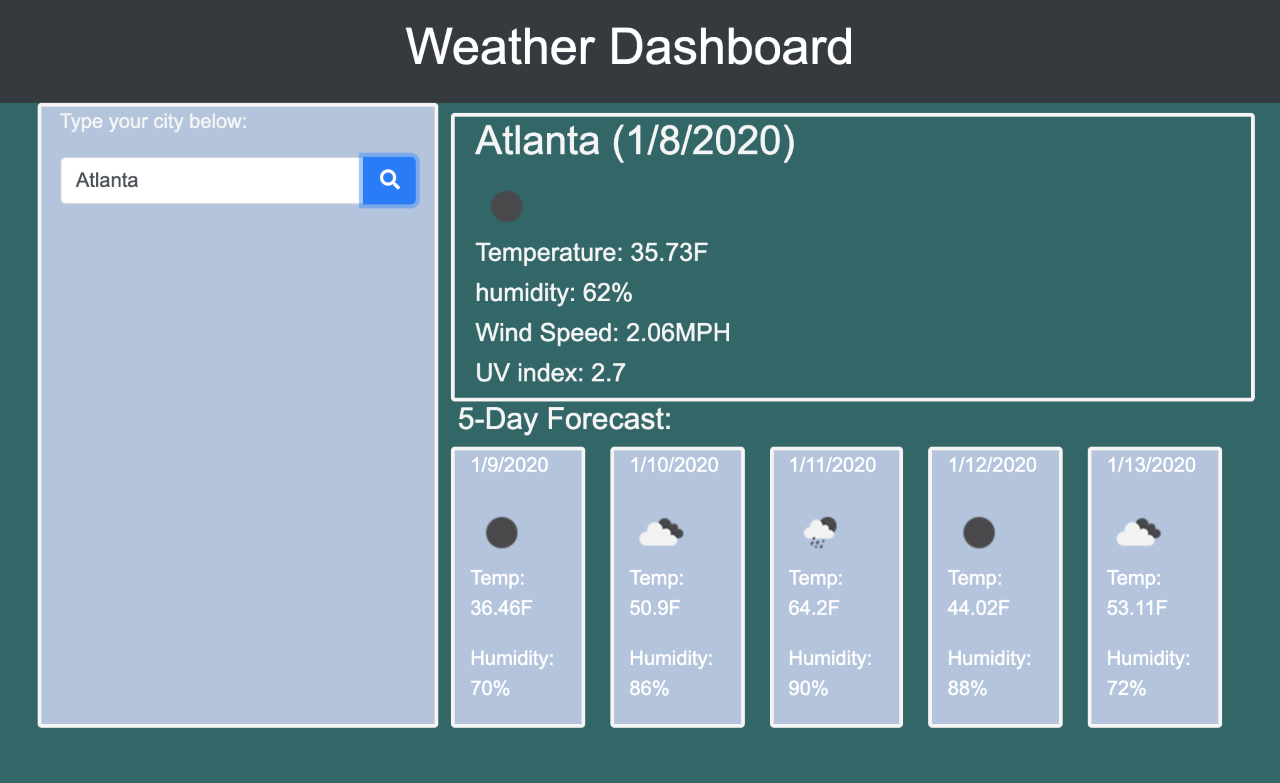 Weather Dashboard
Type your city below:
Atlanta
Atlanta (1/8/2020)
Temperature: 35.73F
humidity: 62%
Wind Speed: 2.06MPH
UV index: 2.7
5-Day Forecast:
1/9/2020
Temp:
36.46F
Humidity:
70%
1/10/2020
Temp:
50.9F
Humidity:
86%
1/11/2020
Temp:
64.2F
Humidity:
90%
1/12/2020
Temp:
44.02F
Humidity:
88%
1/13/2020
Temp:
53.11F
Humidity:
72%